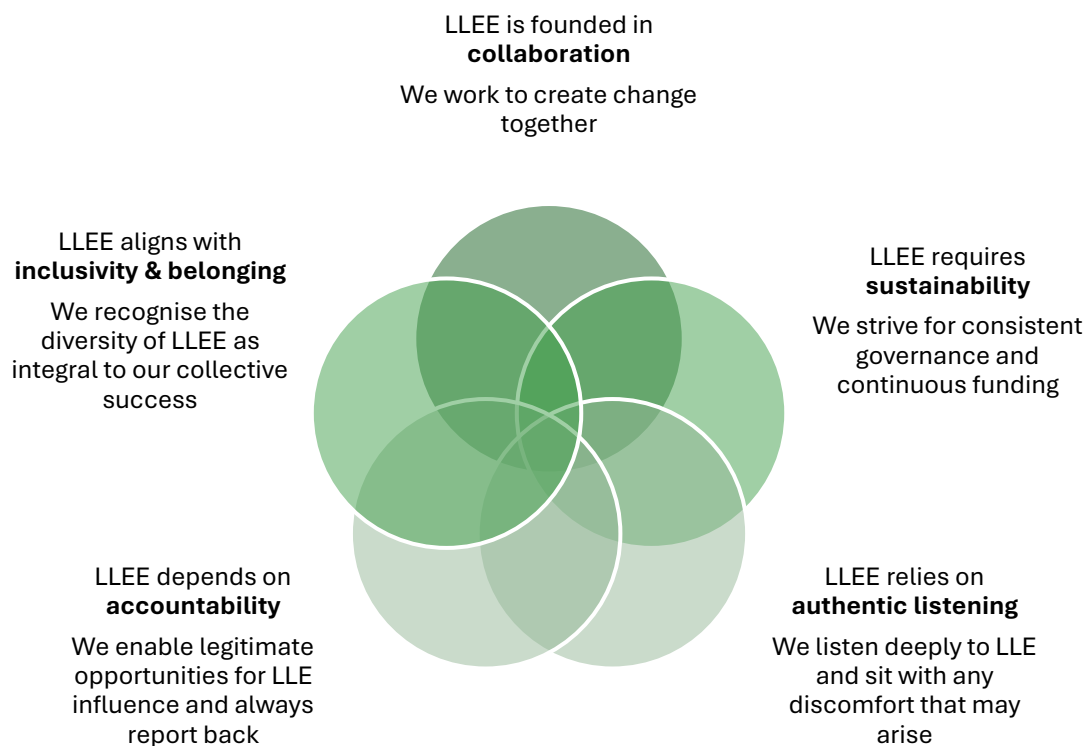 LLEE is founded in
collaboration
We work to create change
together
LLEE aligns with
inclusivity & belonging
We recognise the
diversity of LLEE as
integral to our collective
success
LLEE requires
sustainability
We strive for consistent
governance and
continuous funding
LLEE depends on
accountability
We enable legitimate
opportunities for LLE
influence and always
report back
LLEE relies on
authentic listening
We listen deeply to LLE
and sit with any
discomfort that may
arise